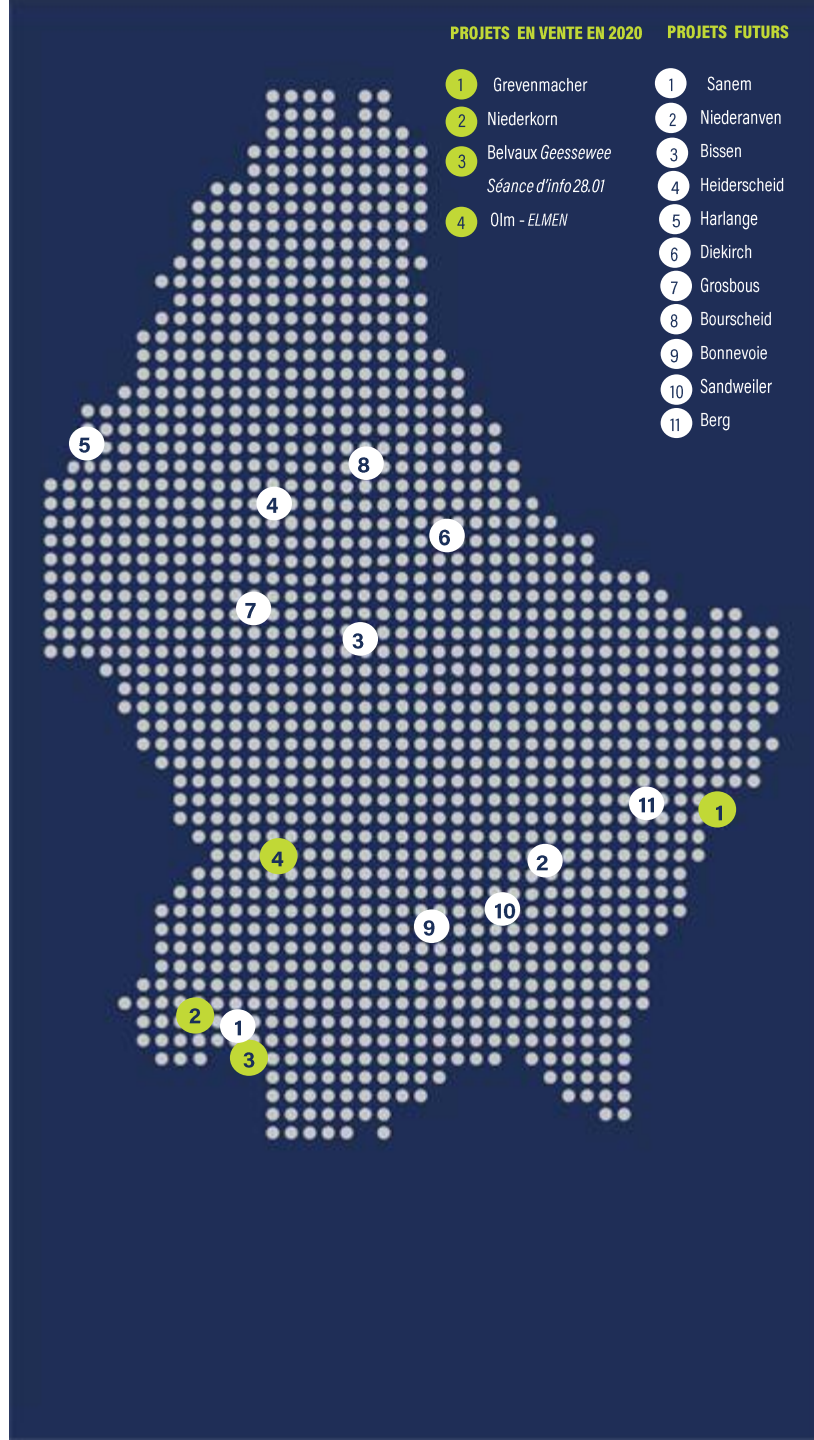 PROJETS EN VENTE EN 2020
1 Grevenmacher
2 Niederkorn
3 Belvaux Geessewee
Séance d'info 28.01
4 Olm - ELMEN
PROJETS FUTURS
1 Sanem
2 Niederanven
3 Bissen
4 Heiderscheid
5 Harlange
6 Diekirch
7 Grosbous
8 Bourscheid
9 Bonnevoie
10 Sandweiler
11 Berg
5
8
4
6
7
3
11
1
4
2
10
9
2
1
3